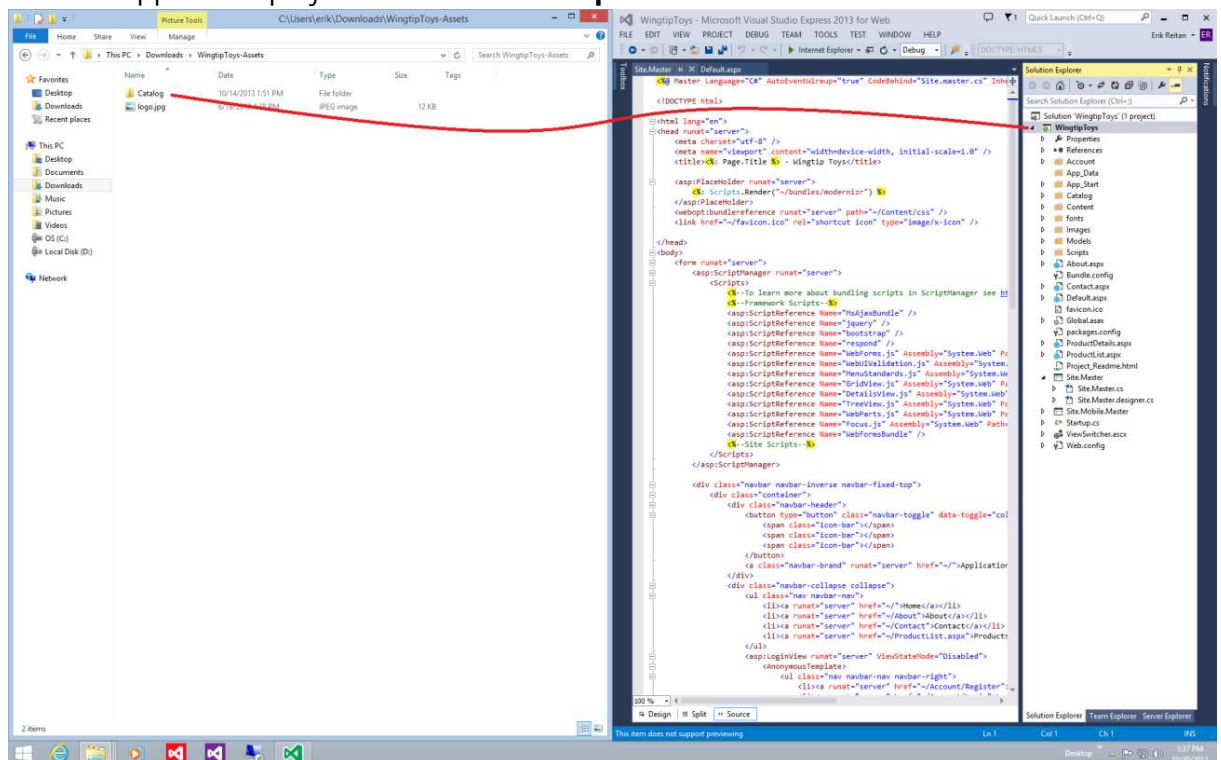 Picture Tools
C:\Users\erik\Downloads\WingtipToys-Assets
File Home Share View Manage
This PC ▸ Downloads ▸ WingtipToys-Assets
Search WingtipToys-Assets
Favorites
Desktop
Downloads
Recent places
This PC
Desktop
Documents
Downloads
Music
Pictures
Videos
OS (C:)
Local Disk (D:)
Network
Name Date Type Size Tags
Catalog 10/14/2013 1:51 PM File folder
logo.jpg JPEG image 12 KB
2 items
WingtipToys - Microsoft Visual Studio Express 2013 for Web
Quick Launch (Ctrl+Q)
FILE EDIT VIEW PROJECT DEBUG TEAM TOOLS TEST WINDOW HELP
Erik Reitan ER
Internet Explorer Debug DOCTYPE: HTML5
Toolbox
Site.Master Default.aspx
<%@ Master Language="C#" AutoEventWireup="true" CodeBehind="Site.master.cs"
<!DOCTYPE html>
<html lang="en">
<head runat="server">
<meta charset="utf-8" />
<meta name="viewport" content="width=device-width, initial-scale=1.0" />
<title><%: Page.Title %> - Wingtip Toys</title>
<asp:PlaceHolder runat="server">
<%: Scripts.Render("~/bundles/modernizr") %>
</asp:PlaceHolder>
<webopt:bundlereference runat="server" path="~/Content/css" />
<link href="~/favicon.ico" rel="shortcut icon" type="image/x-icon" />
</head>
<body>
<form runat="server">
<asp:ScriptManager runat="server">
<Scripts>
<%--To learn more about bundling scripts in ScriptManager see
<%--Framework Scripts--%>
<asp:ScriptReference Name="MsAjaxBundle" />
<asp:ScriptReference Name="jquery" />
<asp:ScriptReference Name="bootstrap" />
<asp:ScriptReference Name="respond" />
<asp:ScriptReference Name="WebForms.js" Assembly="System.Web"
<asp:ScriptReference Name="WebUIValidation.js" Assembly="System.
<asp:ScriptReference Name="MenuStandards.js" Assembly="System.We
<asp:ScriptReference Name="GridView.js" Assembly="System.Web"
<asp:ScriptReference Name="DetailsView.js" Assembly="System.Web"
<asp:ScriptReference Name="TreeView.js" Assembly="System.Web"
<asp:ScriptReference Name="WebParts.js" Assembly="System.Web"
<asp:ScriptReference Name="Focus.js" Assembly="System.Web" Path=
<asp:ScriptReference Name="WebFormsBundle" />
<%--Site Scripts--%>
</Scripts>
</asp:ScriptManager>
<div class="navbar navbar-inverse navbar-fixed-top">
<div class="container">
<div class="navbar-header">
<button type="button" class="navbar-toggle" data-toggle="col
<span class="icon-bar"></span>
<span class="icon-bar"></span>
<span class="icon-bar"></span>
</button>
<a class="navbar-brand" runat="server" href="~/">Application
</div>
<div class="navbar-collapse collapse">
<ul class="nav navbar-nav">
<li><a runat="server" href="~/">Home</a></li>
<li><a runat="server" href="~/About">About</a></li>
<li><a runat="server" href="~/Contact">Contact</a></li>
<li><a runat="server" href="~/ProductList.aspx">Products
</ul>
<asp:LoginView runat="server" ViewStateMode="Disabled">
<AnonymousTemplate>
<ul class="nav navbar-nav navbar-right">
<li><a runat="server" href="~/Account/Register">
100 %
Design Split Source
Solution Explorer
Search Solution Explorer (Ctrl+;)
Solution 'WingtipToys' (1 project)
WingtipToys
Properties
References
Account
App_Data
App_Start
Catalog
Content
fonts
Images
Models
Scripts
About.aspx
Bundle.config
Contact.aspx
Default.aspx
favicon.ico
Global.asax
packages.config
ProductDetails.aspx
ProductList.aspx
Project_Readme.html
Site.Master
Site.Master.cs
Site.Master.designer.cs
Site.Mobile.Master
Startup.cs
ViewSwitcher.ascx
Web.config
Notifications
Solution Explorer Team Explorer Server Explorer
This item does not support previewing Ln 1 Col 1 Ch 1 INS
Desktop 1:37 PM